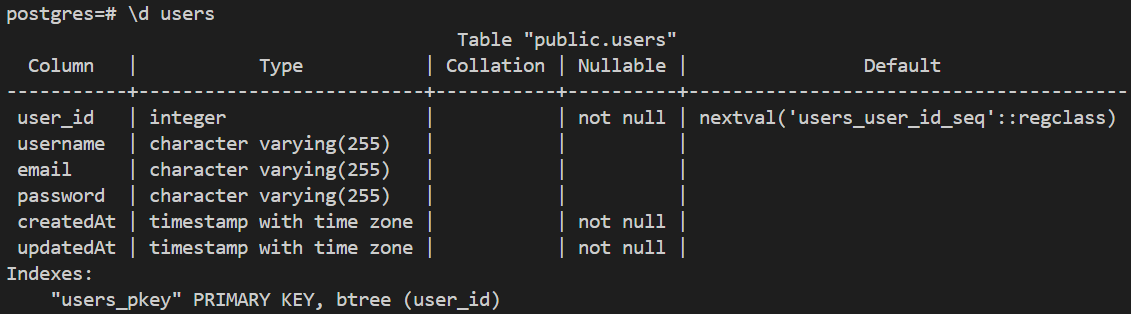 postgres=# \d users
                                         Table "public.users"
  Column   |           Type           | Collation | Nullable |                Default
-----------+--------------------------+-----------+----------+----------------------------------------
 user_id   | integer                  |           | not null | nextval('users_user_id_seq'::regclass)
 username  | character varying(255)   |           |          |
 email     | character varying(255)   |           |          |
 password  | character varying(255)   |           |          |
 createdAt | timestamp with time zone |           | not null |
 updatedAt | timestamp with time zone |           | not null |
Indexes:
    "users_pkey" PRIMARY KEY, btree (user_id)